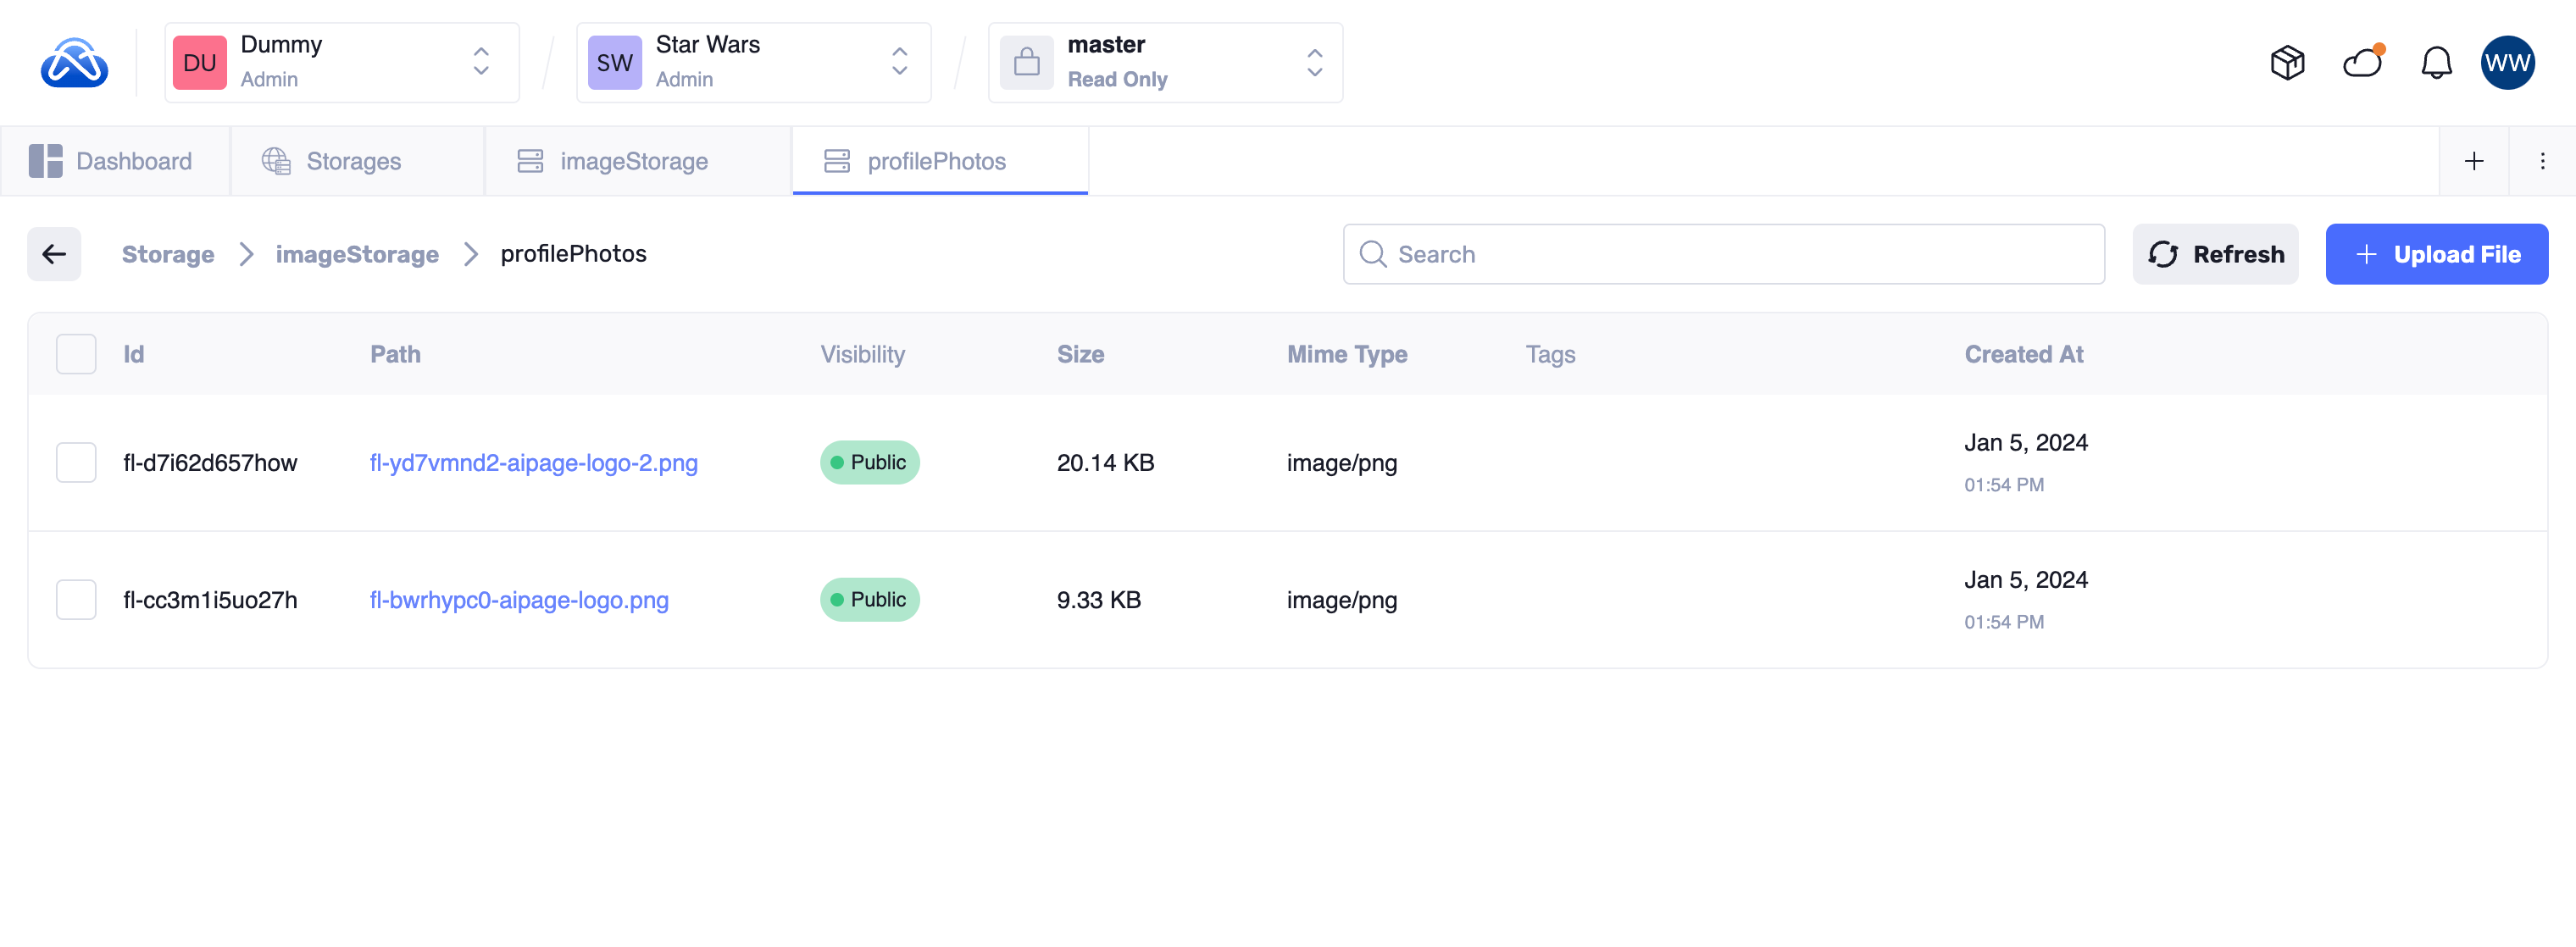 DU
Dummy
Admin
SW
Star Wars
Admin
master
Read Only
WW
Dashboard
Storages
imageStorage
profilePhotos
Storage
imageStorage
profilePhotos
Search
Refresh
Upload File
Id Path Visibility Size Mime Type Tags Created At
fl-d7i62d657how fl-yd7vmnd2-aipage-logo-2.png Public 20.14 KB image/png Jan 5, 2024
01:54 PM
fl-cc3m1i5uo27h fl-bwrhypc0-aipage-logo.png Public 9.33 KB image/png Jan 5, 2024
01:54 PM